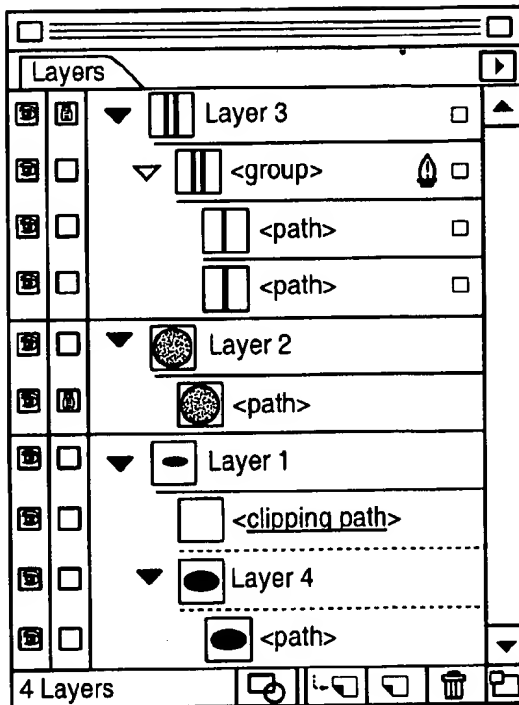 Layers
Layer 3
<group>
<path>
<path>
Layer 2
<path>
Layer 1
<clipping path>
Layer 4
<path>
4 Layers